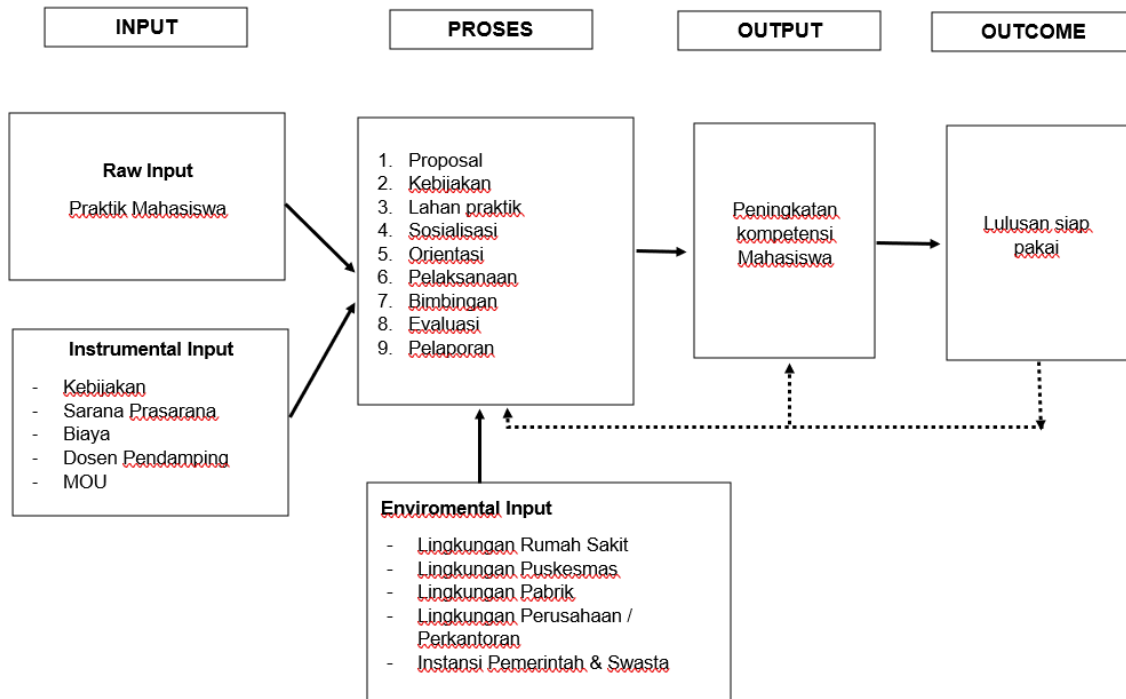 INPUT
PROSES
OUTPUT
OUTCOME
Raw Input
Praktik Mahasiswa
Instrumental Input
- Kebijakan
- Sarana Prasarana
- Biaya
- Dosen Pendamping
- MOU
1. Proposal
2. Kebijakan
3. Lahan praktik
4. Sosialisasi
5. Orientasi
6. Pelaksanaan
7. Bimbingan
8. Evaluasi
9. Pelaporan
Peningkatan
kompetensi
Mahasiswa
Lulusan siap
pakai
Enviromental Input
- Lingkungan Rumah Sakit
- Lingkungan Puskesmas
- Lingkungan Pabrik
- Lingkungan Perusahaan /
Perkantoran
- Instansi Pemerintah & Swasta